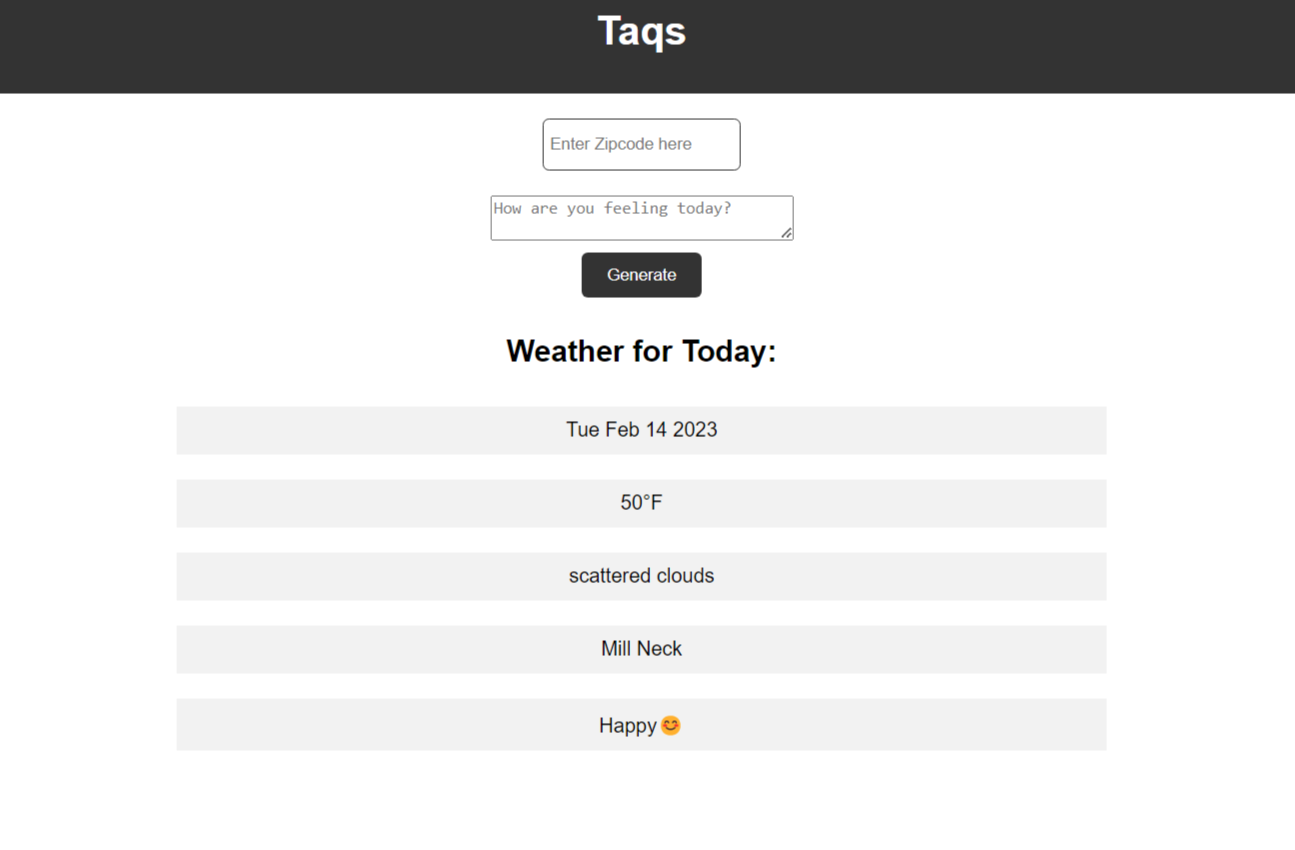 Taqs
Enter Zipcode here
How are you feeling today?
Generate
Weather for Today:
Tue Feb 14 2023
50°F
scattered clouds
Mill Neck
Happy😊